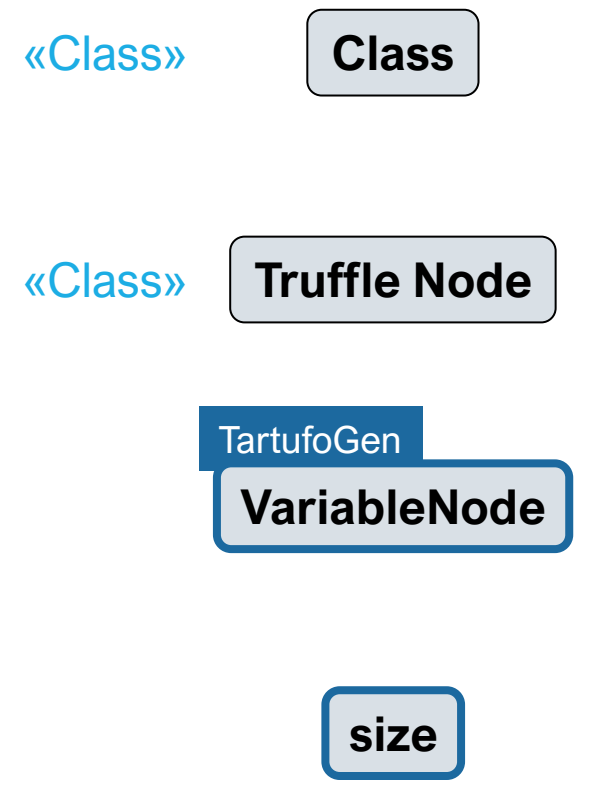 «Class» Class
«Class» Truffle Node
TartufoGen
VariableNode
size